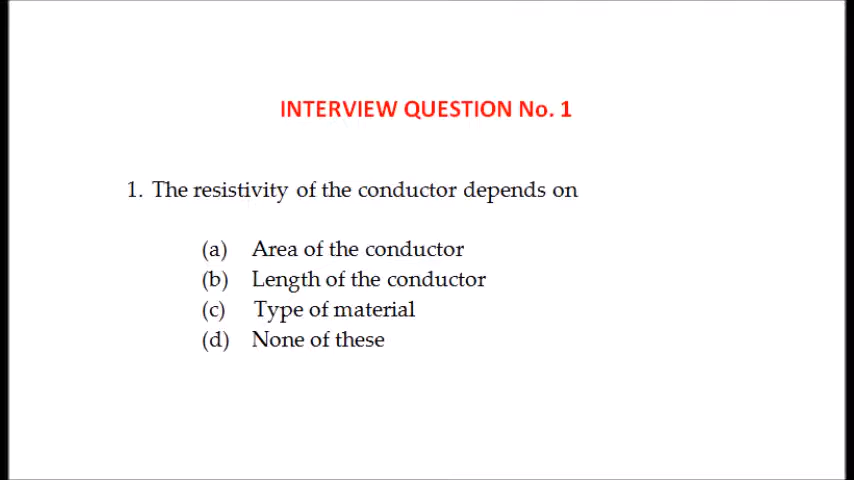 INTERVIEW QUESTION No. 1
1. The resistivity of the conductor depends on
(a) Area of the conductor
(b) Length of the conductor
(c) Type of material
(d) None of these